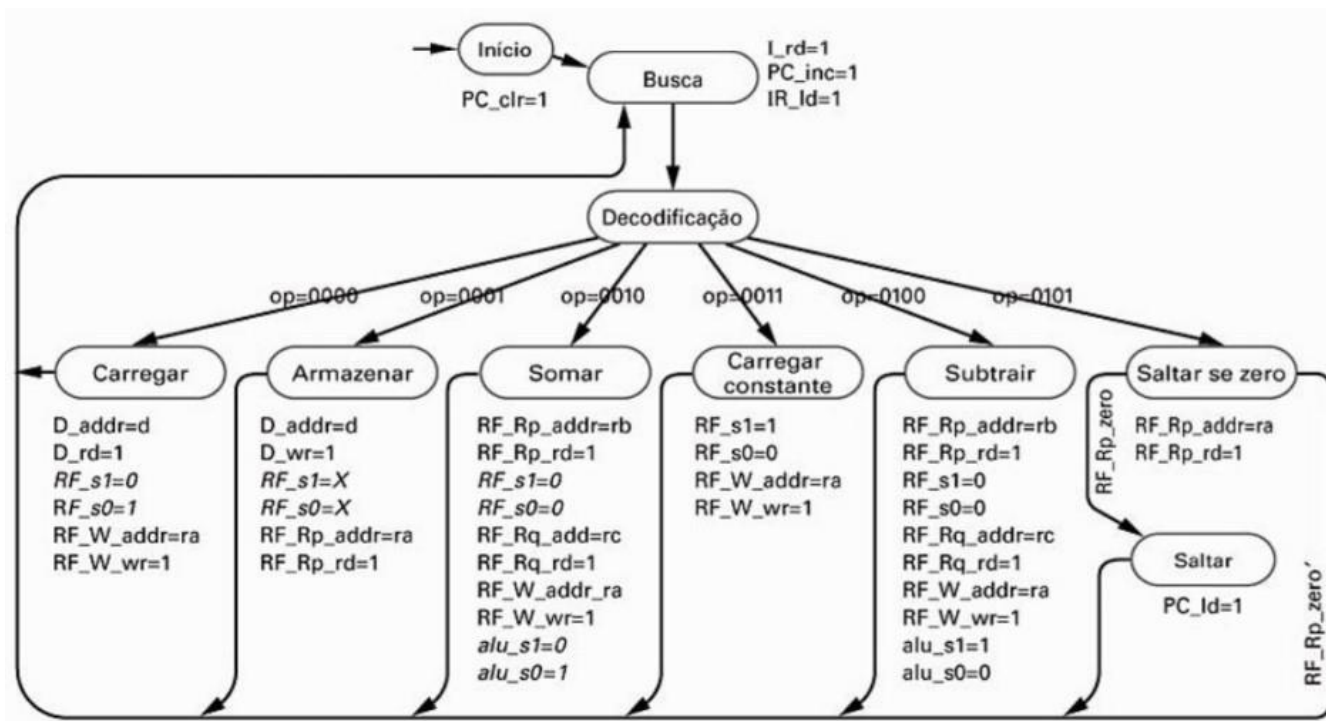 Início
PC_clr=1
Busca
I_rd=1
PC_inc=1
IR_ld=1
Decodificação
op=0000
op=0001
op=0010
op=0011
op=0100
op=0101
Carregar
D_addr=d
D_rd=1
RF_s1=0
RF_s0=1
RF_W_addr=ra
RF_W_wr=1
Armazenar
D_addr=d
D_wr=1
RF_s1=X
RF_s0=X
RF_Rp_addr=ra
RF_Rp_rd=1
Somar
RF_Rp_addr=rb
RF_Rp_rd=1
RF_s1=0
RF_s0=0
RF_Rq_add=rc
RF_Rq_rd=1
RF_W_addr_ra
RF_W_wr=1
alu_s1=0
alu_s0=1
Carregar
constante
RF_s1=1
RF_s0=0
RF_W_addr=ra
RF_W_wr=1
Subtrair
RF_Rp_addr=rb
RF_Rp_rd=1
RF_s1=0
RF_s0=0
RF_Rq_addr=rc
RF_Rq_rd=1
RF_W_addr=ra
RF_W_wr=1
alu_s1=1
alu_s0=0
Saltar se zero
RF_Rp_addr=ra
RF_Rp_rd=1
RF_Rp_zero
Saltar
PC_ld=1
RF_Rp_zero′